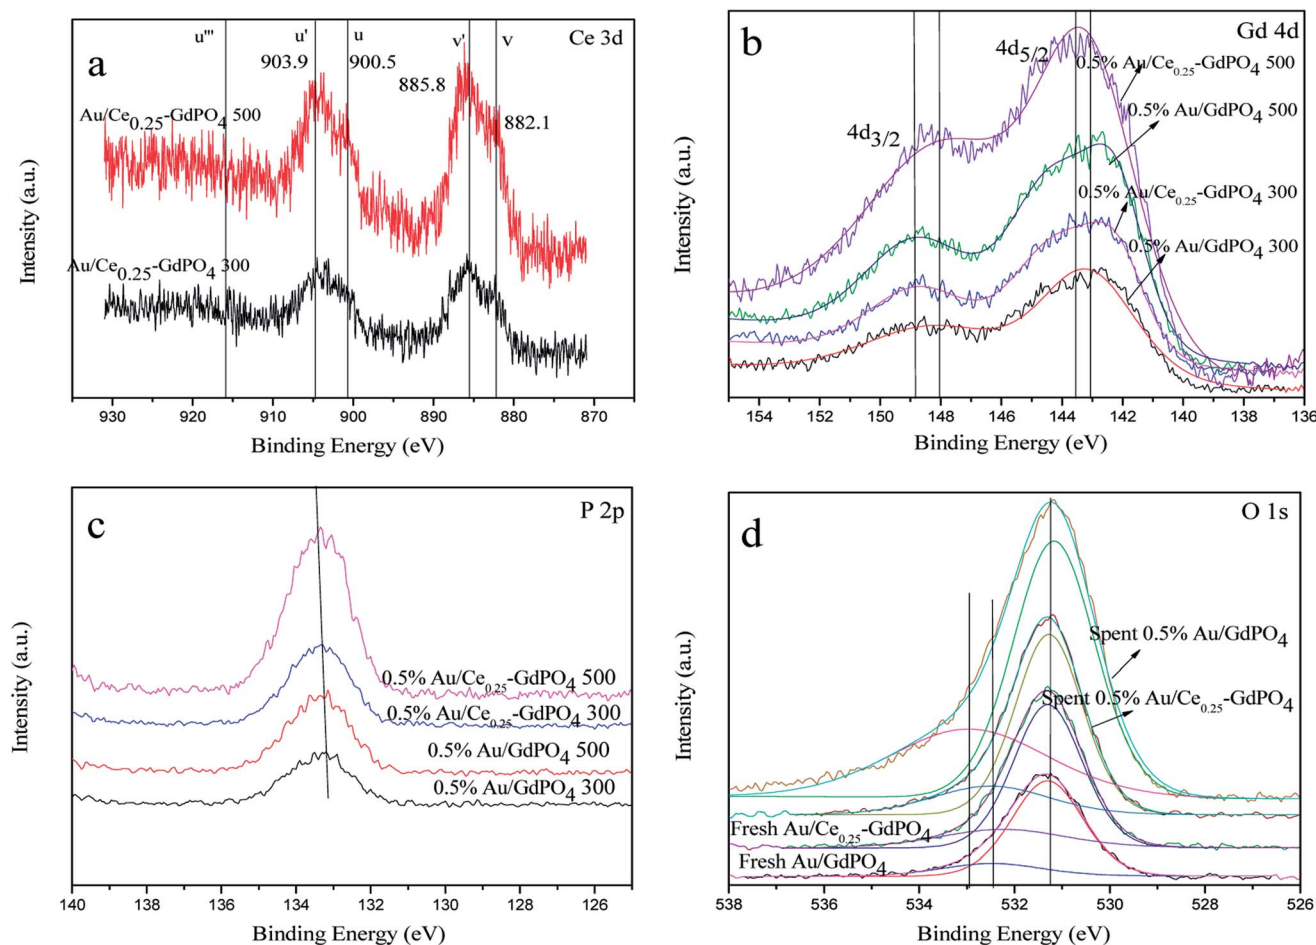 a
u'''
u'
903.9
u
900.5
v'
885.8
v
882.1
Ce 3d
Au/Ce0.25-GdPO4 500
Au/Ce0.25-GdPO4 300
Intensity (a.u.)
930 920 910 900 890 880 870
Binding Energy (eV)
b
Gd 4d
4d5/2
4d3/2
0.5% Au/Ce0.25-GdPO4 500
0.5% Au/GdPO4 500
0.5% Au/Ce0.25-GdPO4 300
0.5% Au/GdPO4 300
Intensity (a.u.)
154 152 150 148 146 144 142 140 138 136
Binding Energy (eV)
c
P 2p
0.5% Au/Ce0.25-GdPO4 500
0.5% Au/Ce0.25-GdPO4 300
0.5% Au/GdPO4 500
0.5% Au/GdPO4 300
Intensity (a.u.)
140 138 136 134 132 130 128 126
Binding Energy (eV)
d
O 1s
Spent 0.5% Au/GdPO4
Spent 0.5% Au/Ce0.25-GdPO4
Fresh Au/Ce0.25-GdPO4
Fresh Au/GdPO4
Intensity (a.u.)
538 536 534 532 530 528 526
Binding Energy (eV)